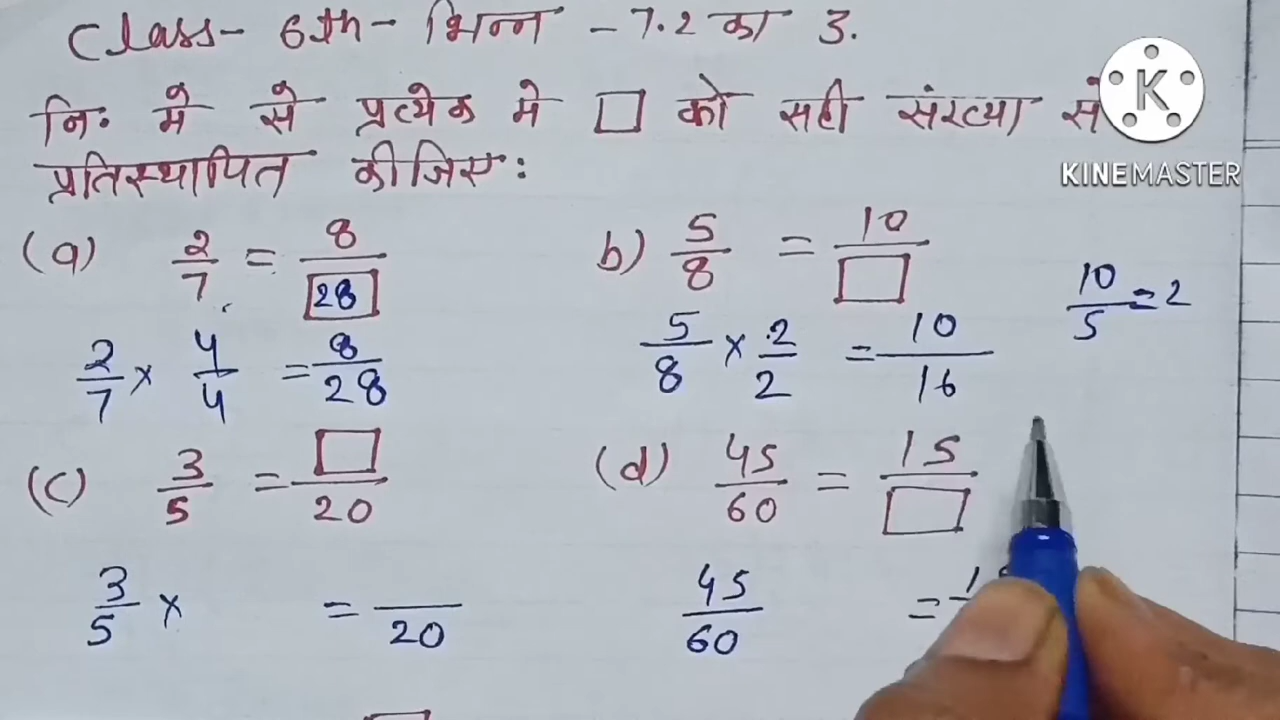 Class- 6th- भिन्न - 7.2 का 3.
नि॰ मे से प्रत्येक मे □ को सही संख्या से
प्रतिस्थापित कीजिए:
K
KINEMASTER
(a) 2/7 = 8/28
b) 5/8 = 10/□
10/5 = 2
2/7 × 4/4 = 8/28
5/8 × 2/2 = 10/16
(c) 3/5 = □/20
(d) 45/60 = 15/□
3/5 × = /20
45/60 =